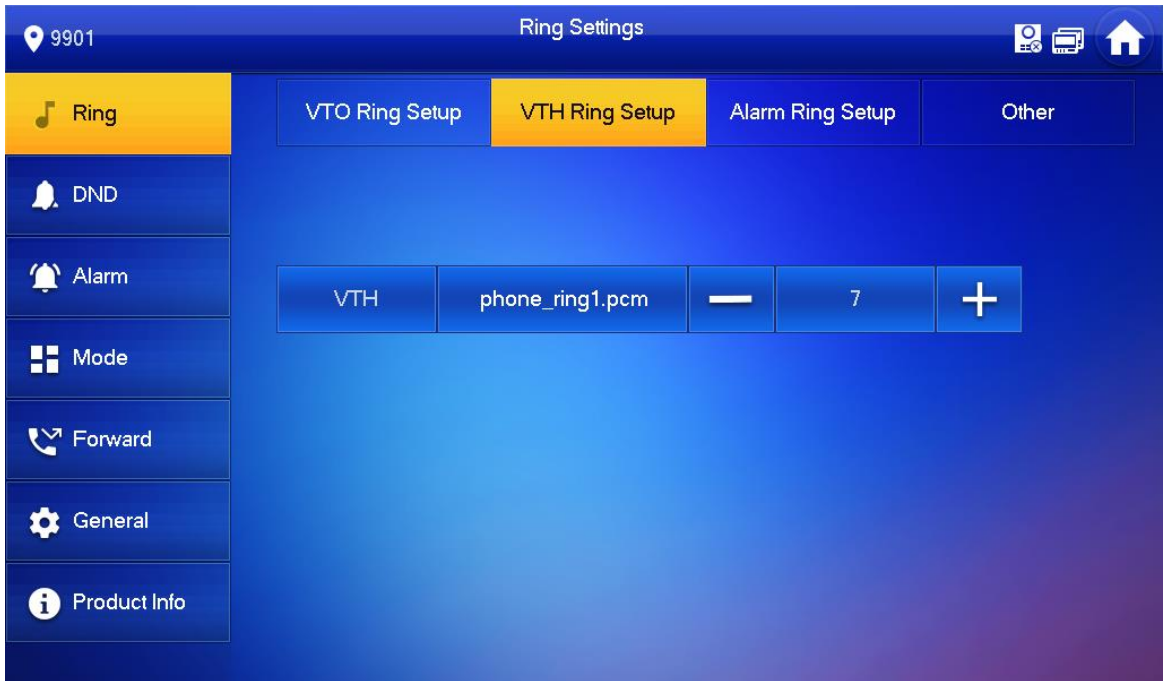 9901
Ring Settings
Ring
VTO Ring Setup
VTH Ring Setup
Alarm Ring Setup
Other
DND
Alarm
VTH
phone_ring1.pcm
7
Mode
Forward
General
Product Info